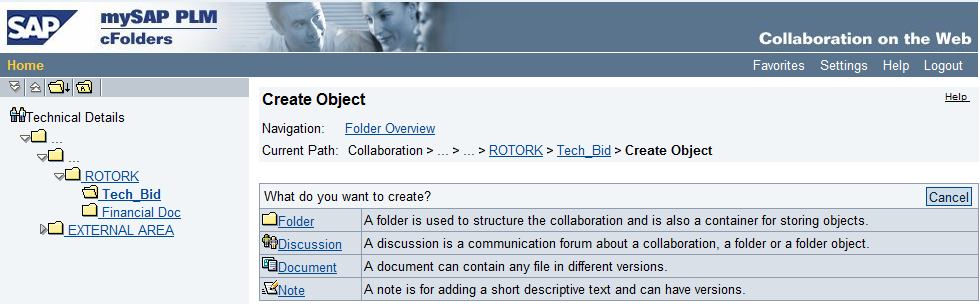 SAP
mySAP PLM
cFolders
Collaboration on the Web
Home
Favorites Settings Help Logout
Create Object
Help
Navigation: Folder Overview
Current Path: Collaboration > ... > ... > ROTORK > Tech_Bid > Create Object
Technical Details
...
...
ROTORK
Tech_Bid
Financial Doc
EXTERNAL AREA
What do you want to create? Cancel
Folder A folder is used to structure the collaboration and is also a container for storing objects.
Discussion A discussion is a communication forum about a collaboration, a folder or a folder object.
Document A document can contain any file in different versions.
Note A note is for adding a short descriptive text and can have versions.